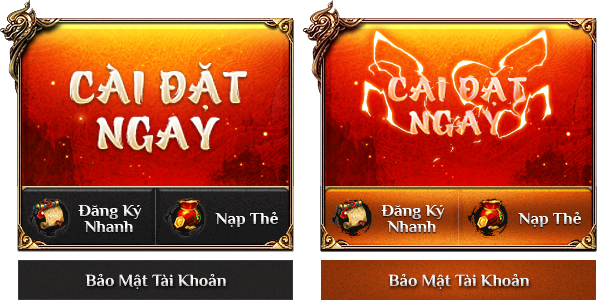 CÀI ĐẶT
NGAY
Đăng Ký
Nhanh
Nạp Thẻ
Bảo Mật Tài Khoản
CÀI ĐẶT
NGAY
Đăng Ký
Nhanh
Nạp Thẻ
Bảo Mật Tài Khoản